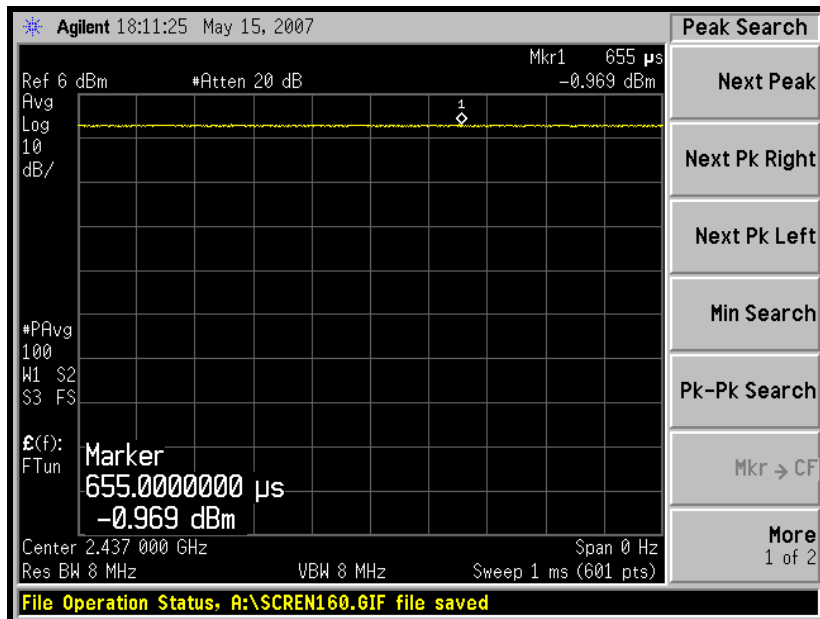 Agilent 18:11:25 May 15, 2007
Peak Search
Mkr1 655 µs
Ref 6 dBm #Atten 20 dB -0.969 dBm
Avg
Log
10
dB/
1
#PAvg
100
W1 S2
S3 FS
£(f):
FTun
Marker
655.0000000 µs
-0.969 dBm
Center 2.437 000 GHz Span 0 Hz
Res BW 8 MHz VBW 8 MHz Sweep 1 ms (601 pts)
File Operation Status, A:\SCREN160.GIF file saved
Next Peak
Next Pk Right
Next Pk Left
Min Search
Pk-Pk Search
Mkr → CF
More
1 of 2